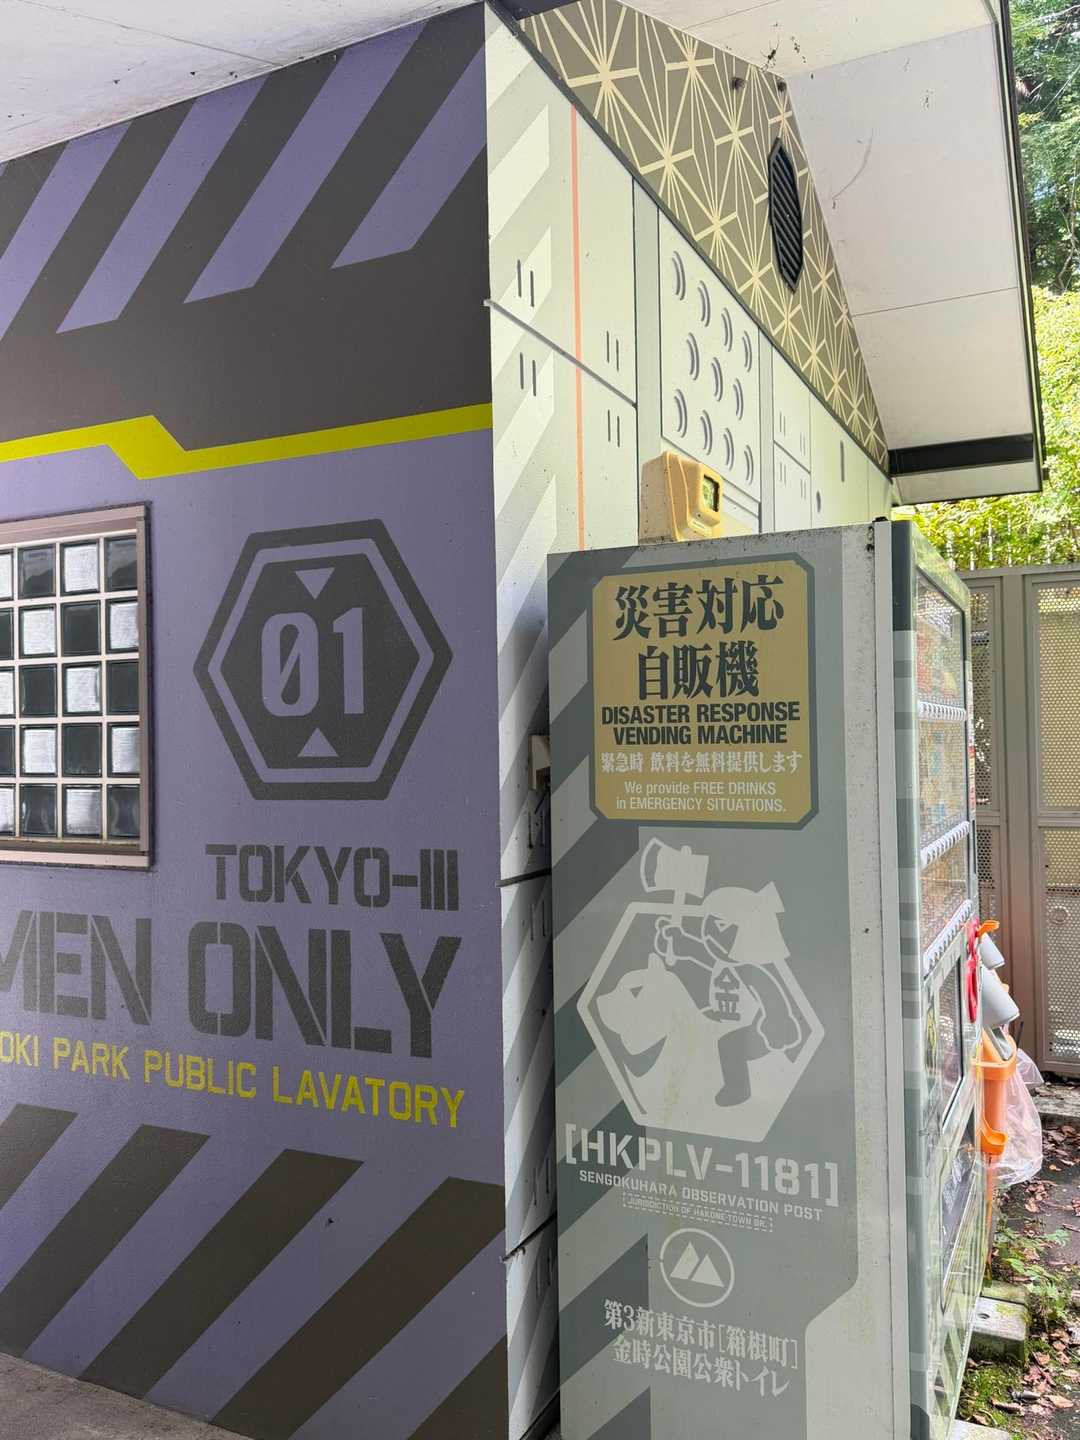 01
TOKYO-III
MEN ONLY
OKI PARK PUBLIC LAVATORY
災害対応
自販機
DISASTER RESPONSE
VENDING MACHINE
緊急時 飲料を無料提供します
We provide FREE DRINKS
in EMERGENCY SITUATIONS.
金
[HKPLV-1181]
SENGOKUHARA OBSERVATION POST
JURISDICTION OF HAKONE-TOWN BR.
第3新東京市[箱根町]
金時公園公衆トイレ